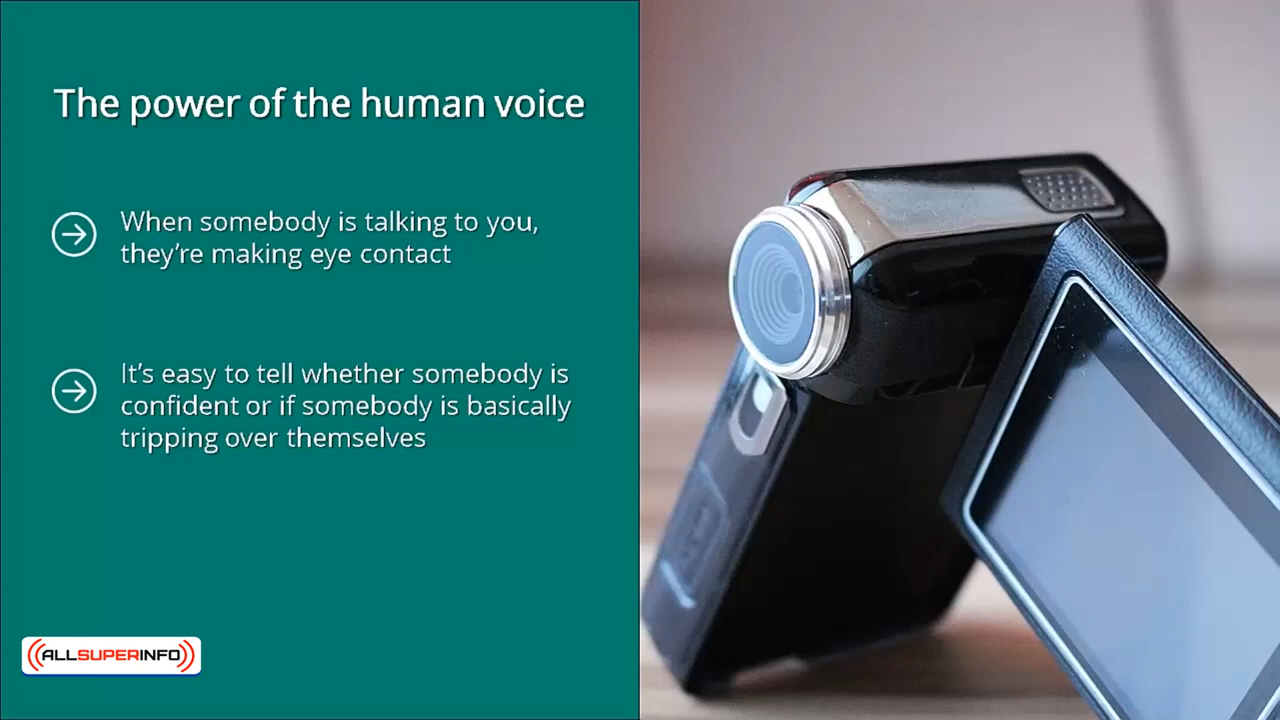 The power of the human voice
When somebody is talking to you,
they're making eye contact
It's easy to tell whether somebody is
confident or if somebody is basically
tripping over themselves
ALLSUPERINFO